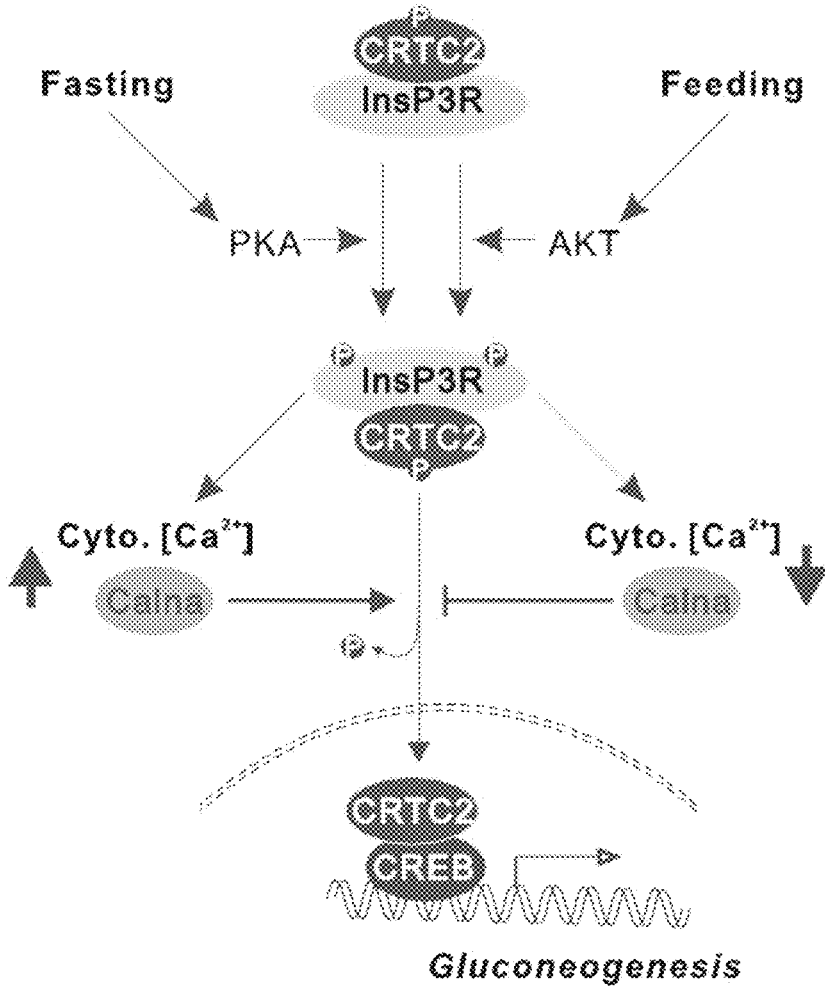 P
CRTC2
Fasting
InsP3R
Feeding
PKA
AKT
P
P
InsP3R
CRTC2
P
Cyto. [Ca²⁺]
Cyto. [Ca²⁺]
Calna
Calna
P
CRTC2
CREB
Gluconeogenesis